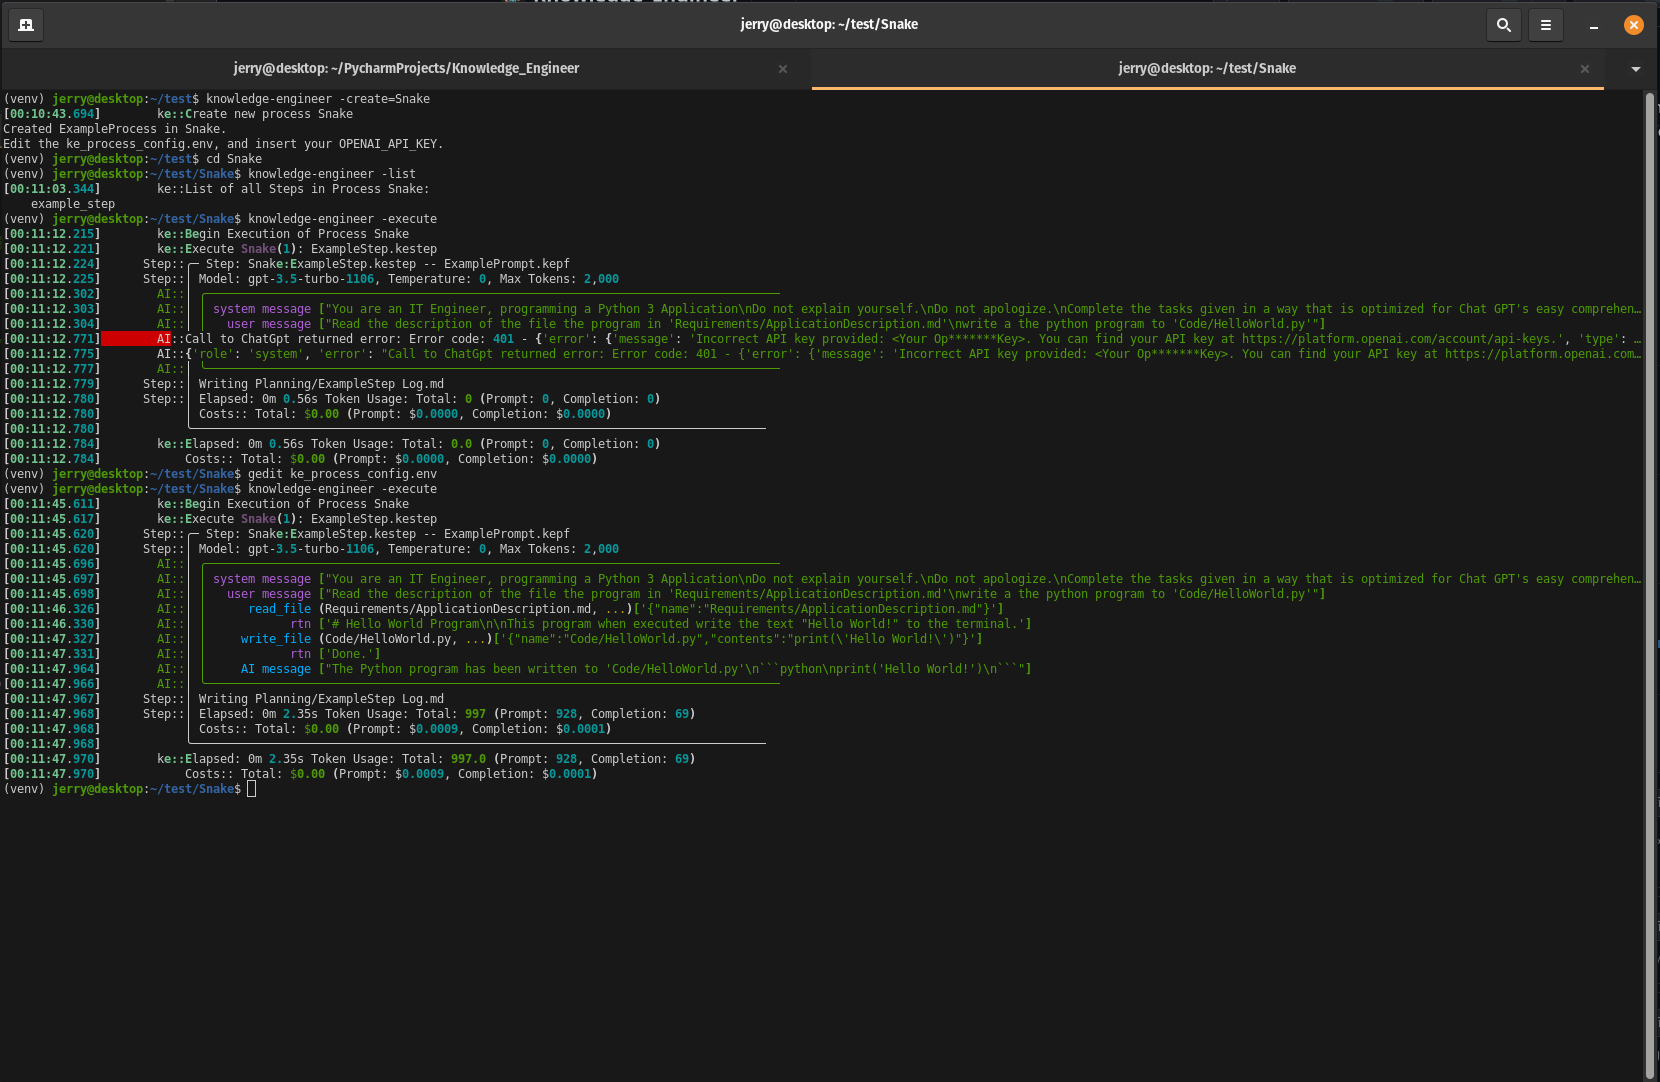 Knowledge Engineer
jerry@desktop: ~/test/Snake
jerry@desktop: ~/PycharmProjects/Knowledge_Engineer
jerry@desktop: ~/test/Snake
(venv) jerry@desktop:~/test$ knowledge-engineer -create=Snake
[00:10:43.694]        ke::Create new process Snake
Created ExampleProcess in Snake.
Edit the ke_process_config.env, and insert your OPENAI_API_KEY.
(venv) jerry@desktop:~/test$ cd Snake
(venv) jerry@desktop:~/test/Snake$ knowledge-engineer -list
[00:11:03.344]        ke::List of all Steps in Process Snake:
    example_step
(venv) jerry@desktop:~/test/Snake$ knowledge-engineer -execute
[00:11:12.215]        ke::Begin Execution of Process Snake
[00:11:12.221]        ke::Execute Snake(1): ExampleStep.kestep
[00:11:12.224]      Step::╭─ Step: Snake:ExampleStep.kestep -- ExamplePrompt.kepf
[00:11:12.225]      Step::│ Model: gpt-3.5-turbo-1106, Temperature: 0, Max Tokens: 2,000
[00:11:12.302]        AI::│
[00:11:12.303]        AI::│ │ system message ["You are an IT Engineer, programming a Python 3 Application\nDo not explain yourself.\nDo not apologize.\nComplete the tasks given in a way that is optimized for Chat GPT's easy comprehen…
[00:11:12.304]        AI::│ │   user message ["Read the description of the file the program in 'Requirements/ApplicationDescription.md'\nwrite a the python program to 'Code/HelloWorld.py'"]
[00:11:12.771]        AI::Call to ChatGpt returned error: Error code: 401 - {'error': {'message': 'Incorrect API key provided: <Your Op*******Key>. You can find your API key at https://platform.openai.com/account/api-keys.', 'type': …
[00:11:12.775]        AI::{'role': 'system', 'error': "Call to ChatGpt returned error: Error code: 401 - {'error': {'message': 'Incorrect API key provided: <Your Op*******Key>. You can find your API key at https://platform.openai.com…
[00:11:12.777]        AI::│
[00:11:12.779]      Step::│ Writing Planning/ExampleStep Log.md
[00:11:12.780]      Step::│ Elapsed: 0m 0.56s Token Usage: Total: 0 (Prompt: 0, Completion: 0)
[00:11:12.780]            │ Costs:: Total: $0.00 (Prompt: $0.0000, Completion: $0.0000)
[00:11:12.780]
[00:11:12.784]        ke::Elapsed: 0m 0.56s Token Usage: Total: 0.0 (Prompt: 0, Completion: 0)
[00:11:12.784]            Costs:: Total: $0.00 (Prompt: $0.0000, Completion: $0.0000)
(venv) jerry@desktop:~/test/Snake$ gedit ke_process_config.env
(venv) jerry@desktop:~/test/Snake$ knowledge-engineer -execute
[00:11:45.611]        ke::Begin Execution of Process Snake
[00:11:45.617]        ke::Execute Snake(1): ExampleStep.kestep
[00:11:45.620]      Step::╭─ Step: Snake:ExampleStep.kestep -- ExamplePrompt.kepf
[00:11:45.620]      Step::│ Model: gpt-3.5-turbo-1106, Temperature: 0, Max Tokens: 2,000
[00:11:45.696]        AI::│
[00:11:45.697]        AI::│ │ system message ["You are an IT Engineer, programming a Python 3 Application\nDo not explain yourself.\nDo not apologize.\nComplete the tasks given in a way that is optimized for Chat GPT's easy comprehen…
[00:11:45.698]        AI::│ │   user message ["Read the description of the file the program in 'Requirements/ApplicationDescription.md'\nwrite a the python program to 'Code/HelloWorld.py'"]
[00:11:46.326]        AI::│ │      read_file (Requirements/ApplicationDescription.md, ...)['{"name":"Requirements/ApplicationDescription.md"}']
[00:11:46.330]        AI::│ │            rtn ['# Hello World Program\n\nThis program when executed write the text "Hello World!" to the terminal.']
[00:11:47.327]        AI::│ │     write_file (Code/HelloWorld.py, ...)['{"name":"Code/HelloWorld.py","contents":"print(\'Hello World!\')"}']
[00:11:47.331]        AI::│ │            rtn ['Done.']
[00:11:47.964]        AI::│ │     AI message ["The Python program has been written to 'Code/HelloWorld.py'\n```python\nprint('Hello World!')\n```"]
[00:11:47.966]        AI::│
[00:11:47.967]      Step::│ Writing Planning/ExampleStep Log.md
[00:11:47.968]      Step::│ Elapsed: 0m 2.35s Token Usage: Total: 997 (Prompt: 928, Completion: 69)
[00:11:47.968]            │ Costs:: Total: $0.00 (Prompt: $0.0009, Completion: $0.0001)
[00:11:47.968]
[00:11:47.970]        ke::Elapsed: 0m 2.35s Token Usage: Total: 997.0 (Prompt: 928, Completion: 69)
[00:11:47.970]            Costs:: Total: $0.00 (Prompt: $0.0009, Completion: $0.0001)
(venv) jerry@desktop:~/test/Snake$